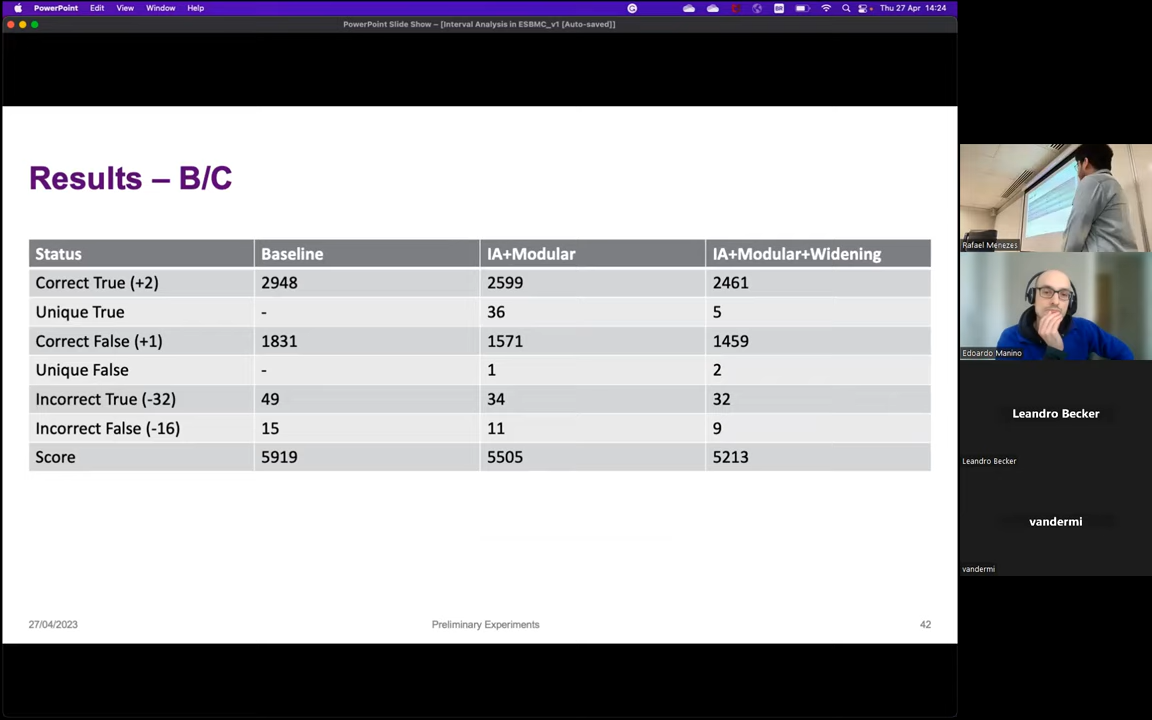 PowerPoint Edit View Window Help Thu 27 Apr 14:24
PowerPoint Slide Show – [Interval Analysis in ESBMC_v1 [Auto-saved]]
Results – B/C
Status Baseline IA+Modular IA+Modular+Widening
Correct True (+2) 2948 2599 2461
Unique True - 36 5
Correct False (+1) 1831 1571 1459
Unique False - 1 2
Incorrect True (-32) 49 34 32
Incorrect False (-16) 15 11 9
Score 5919 5505 5213
27/04/2023 Preliminary Experiments 42
Rafael Menezes
Edoardo Manino
Leandro Becker
Leandro Becker
vandermi
vandermi